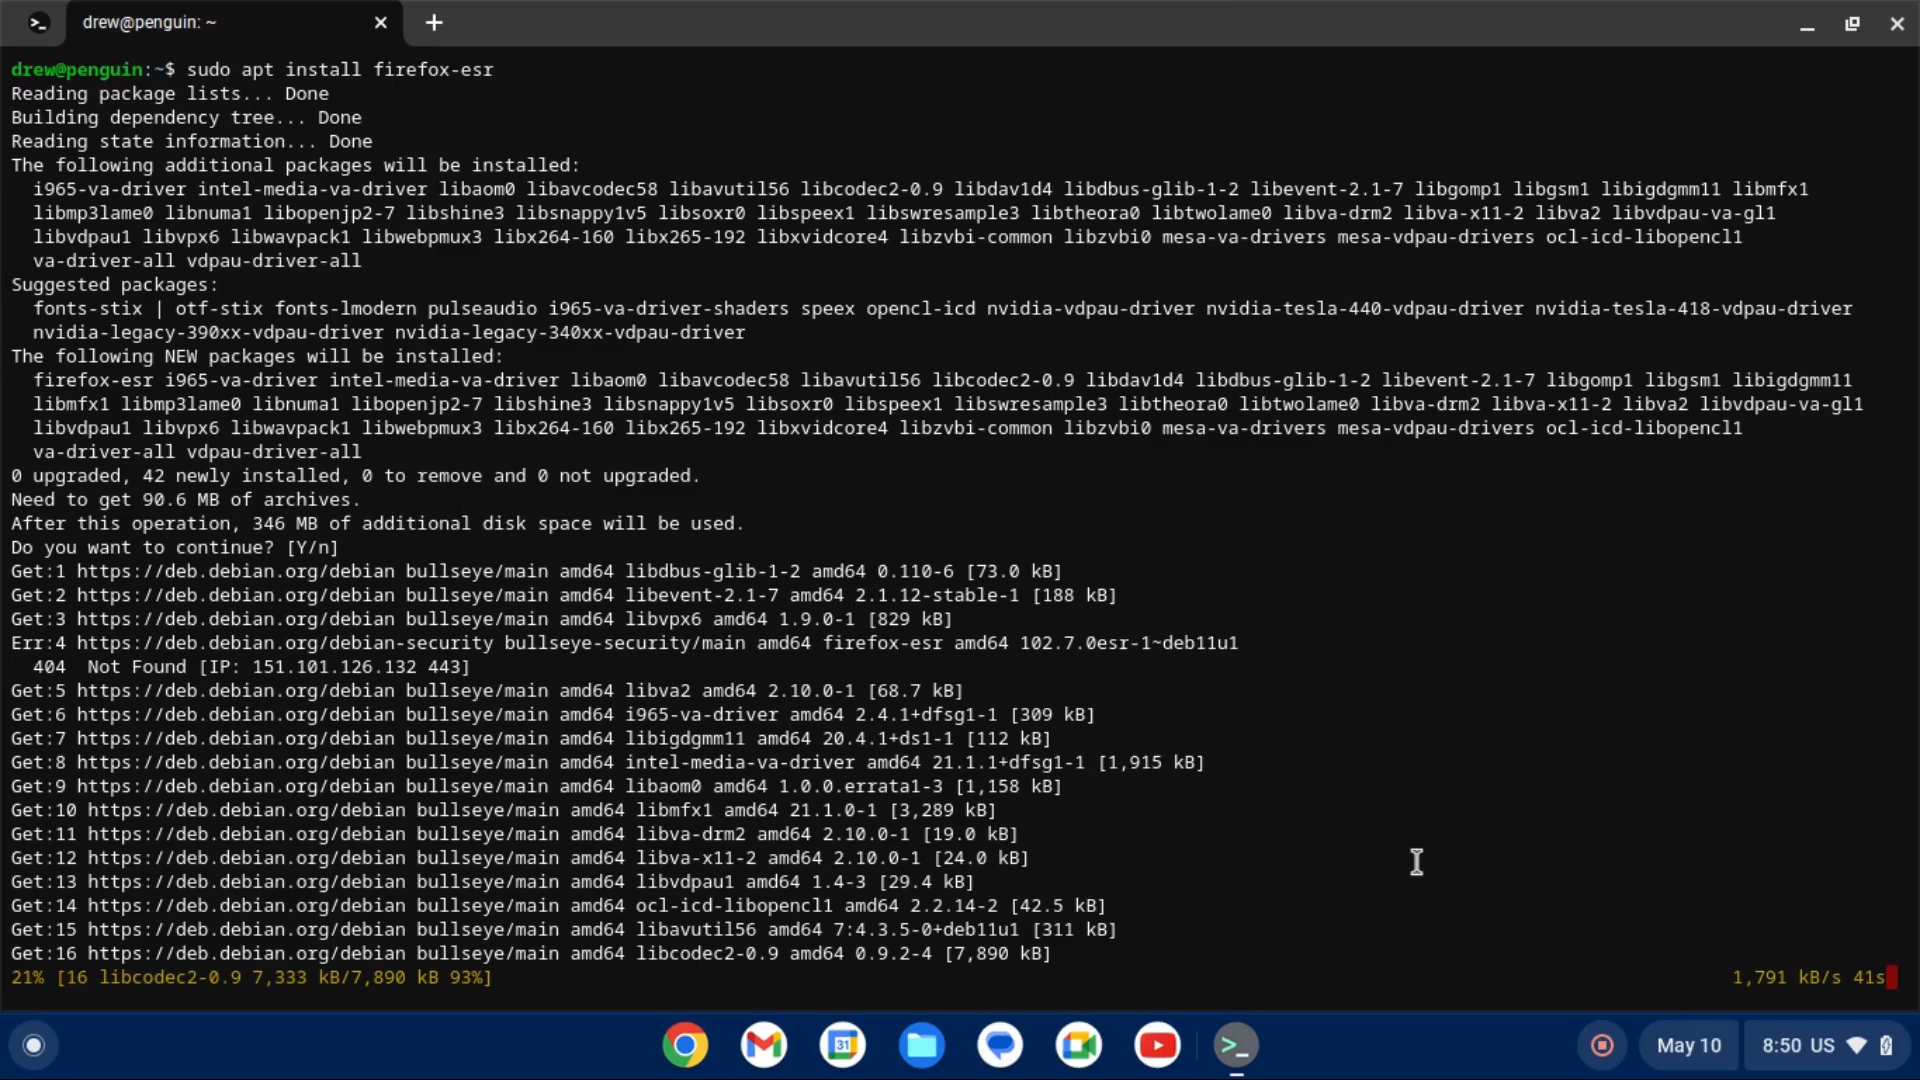 drew@penguin: ~
drew@penguin:~$ sudo apt install firefox-esr
Reading package lists... Done
Building dependency tree... Done
Reading state information... Done
The following additional packages will be installed:
  i965-va-driver intel-media-va-driver libaom0 libavcodec58 libavutil56 libcodec2-0.9 libdav1d4 libdbus-glib-1-2 libevent-2.1-7 libgomp1 libgsm1 libigdgmm11 libmfx1
  libmp3lame0 libnuma1 libopenjp2-7 libshine3 libsnappy1v5 libsoxr0 libspeex1 libswresample3 libtheora0 libtwolame0 libva-drm2 libva-x11-2 libva2 libvdpau-va-gl1
  libvdpau1 libvpx6 libwavpack1 libwebpmux3 libx264-160 libx265-192 libxvidcore4 libzvbi-common libzvbi0 mesa-va-drivers mesa-vdpau-drivers ocl-icd-libopencl1
  va-driver-all vdpau-driver-all
Suggested packages:
  fonts-stix | otf-stix fonts-lmodern pulseaudio i965-va-driver-shaders speex opencl-icd nvidia-vdpau-driver nvidia-tesla-440-vdpau-driver nvidia-tesla-418-vdpau-driver
  nvidia-legacy-390xx-vdpau-driver nvidia-legacy-340xx-vdpau-driver
The following NEW packages will be installed:
  firefox-esr i965-va-driver intel-media-va-driver libaom0 libavcodec58 libavutil56 libcodec2-0.9 libdav1d4 libdbus-glib-1-2 libevent-2.1-7 libgomp1 libgsm1 libigdgmm11
  libmfx1 libmp3lame0 libnuma1 libopenjp2-7 libshine3 libsnappy1v5 libsoxr0 libspeex1 libswresample3 libtheora0 libtwolame0 libva-drm2 libva-x11-2 libva2 libvdpau-va-gl1
  libvdpau1 libvpx6 libwavpack1 libwebpmux3 libx264-160 libx265-192 libxvidcore4 libzvbi-common libzvbi0 mesa-va-drivers mesa-vdpau-drivers ocl-icd-libopencl1
  va-driver-all vdpau-driver-all
0 upgraded, 42 newly installed, 0 to remove and 0 not upgraded.
Need to get 90.6 MB of archives.
After this operation, 346 MB of additional disk space will be used.
Do you want to continue? [Y/n]
Get:1 https://deb.debian.org/debian bullseye/main amd64 libdbus-glib-1-2 amd64 0.110-6 [73.0 kB]
Get:2 https://deb.debian.org/debian bullseye/main amd64 libevent-2.1-7 amd64 2.1.12-stable-1 [188 kB]
Get:3 https://deb.debian.org/debian bullseye/main amd64 libvpx6 amd64 1.9.0-1 [829 kB]
Err:4 https://deb.debian.org/debian-security bullseye-security/main amd64 firefox-esr amd64 102.7.0esr-1~deb11u1
  404  Not Found [IP: 151.101.126.132 443]
Get:5 https://deb.debian.org/debian bullseye/main amd64 libva2 amd64 2.10.0-1 [68.7 kB]
Get:6 https://deb.debian.org/debian bullseye/main amd64 i965-va-driver amd64 2.4.1+dfsg1-1 [309 kB]
Get:7 https://deb.debian.org/debian bullseye/main amd64 libigdgmm11 amd64 20.4.1+ds1-1 [112 kB]
Get:8 https://deb.debian.org/debian bullseye/main amd64 intel-media-va-driver amd64 21.1.1+dfsg1-1 [1,915 kB]
Get:9 https://deb.debian.org/debian bullseye/main amd64 libaom0 amd64 1.0.0.errata1-3 [1,158 kB]
Get:10 https://deb.debian.org/debian bullseye/main amd64 libmfx1 amd64 21.1.0-1 [3,289 kB]
Get:11 https://deb.debian.org/debian bullseye/main amd64 libva-drm2 amd64 2.10.0-1 [19.0 kB]
Get:12 https://deb.debian.org/debian bullseye/main amd64 libva-x11-2 amd64 2.10.0-1 [24.0 kB]
Get:13 https://deb.debian.org/debian bullseye/main amd64 libvdpau1 amd64 1.4-3 [29.4 kB]
Get:14 https://deb.debian.org/debian bullseye/main amd64 ocl-icd-libopencl1 amd64 2.2.14-2 [42.5 kB]
Get:15 https://deb.debian.org/debian bullseye/main amd64 libavutil56 amd64 7:4.3.5-0+deb11u1 [311 kB]
Get:16 https://deb.debian.org/debian bullseye/main amd64 libcodec2-0.9 amd64 0.9.2-4 [7,890 kB]
21% [16 libcodec2-0.9 7,333 kB/7,890 kB 93%] 1,791 kB/s 41s
31
May 10 8:50 US